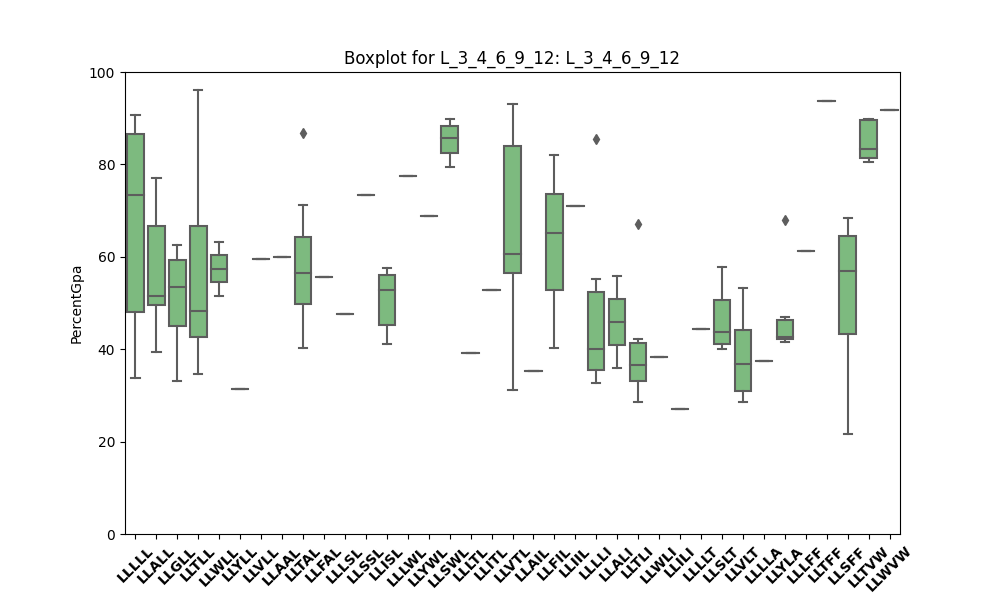 Boxplot for L_3_4_6_9_12: L_3_4_6_9_12
PercentGpa
100
80
60
40
20
0
LLLLL
LLALL
LLGLL
LLTLL
LLWLL
LLYLL
LLVLL
LLAAL
LLTAL
LLFAL
LLLSL
LLSSL
LLISL
LLLWL
LLYWL
LLSWL
LLLTL
LLITL
LLVTL
LLAIL
LLFIL
LLIIL
LLLLI
LLALI
LLTLI
LLWLI
LLILI
LLLLT
LLSLT
LLVLT
LLLLA
LLYLA
LLLFF
LLTFF
LLSFF
LLTVW
LLWVW